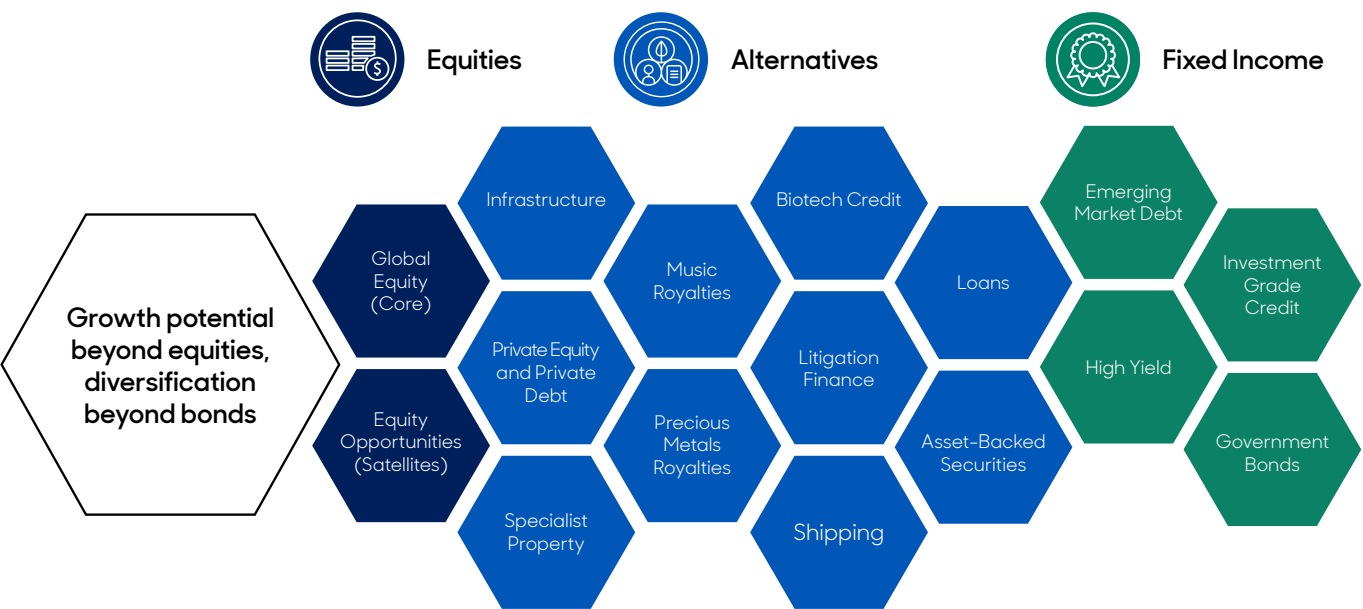 Equities
Alternatives
Fixed Income
Growth potential
beyond equities,
diversification
beyond bonds
Global
Equity
(Core)
Equity
Opportunities
(Satellites)
Infrastructure
Private Equity
and Private
Debt
Specialist
Property
Music
Royalties
Precious
Metals
Royalties
Biotech Credit
Litigation
Finance
Shipping
Loans
Asset-Backed
Securities
Emerging
Market Debt
High Yield
Investment
Grade
Credit
Government
Bonds
$